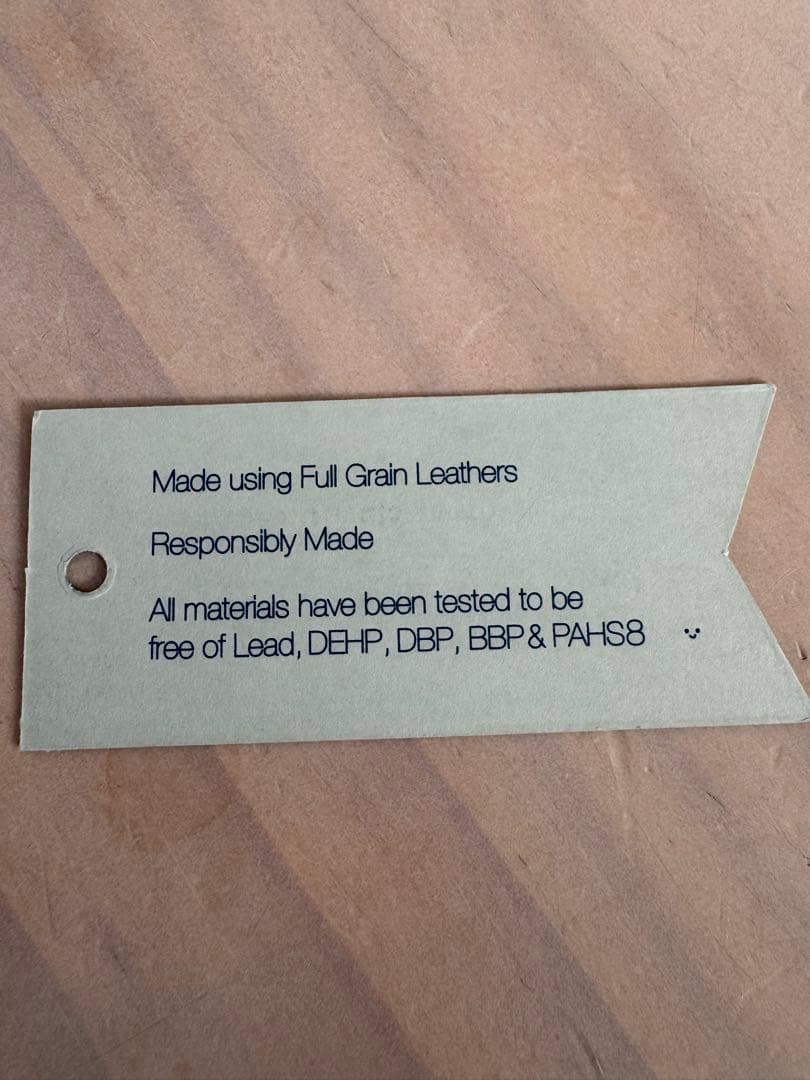 Made using Full Grain Leathers
Responsibly Made
All materials have been tested to be
free of Lead, DEHP, DBP, BBP & PAHS8